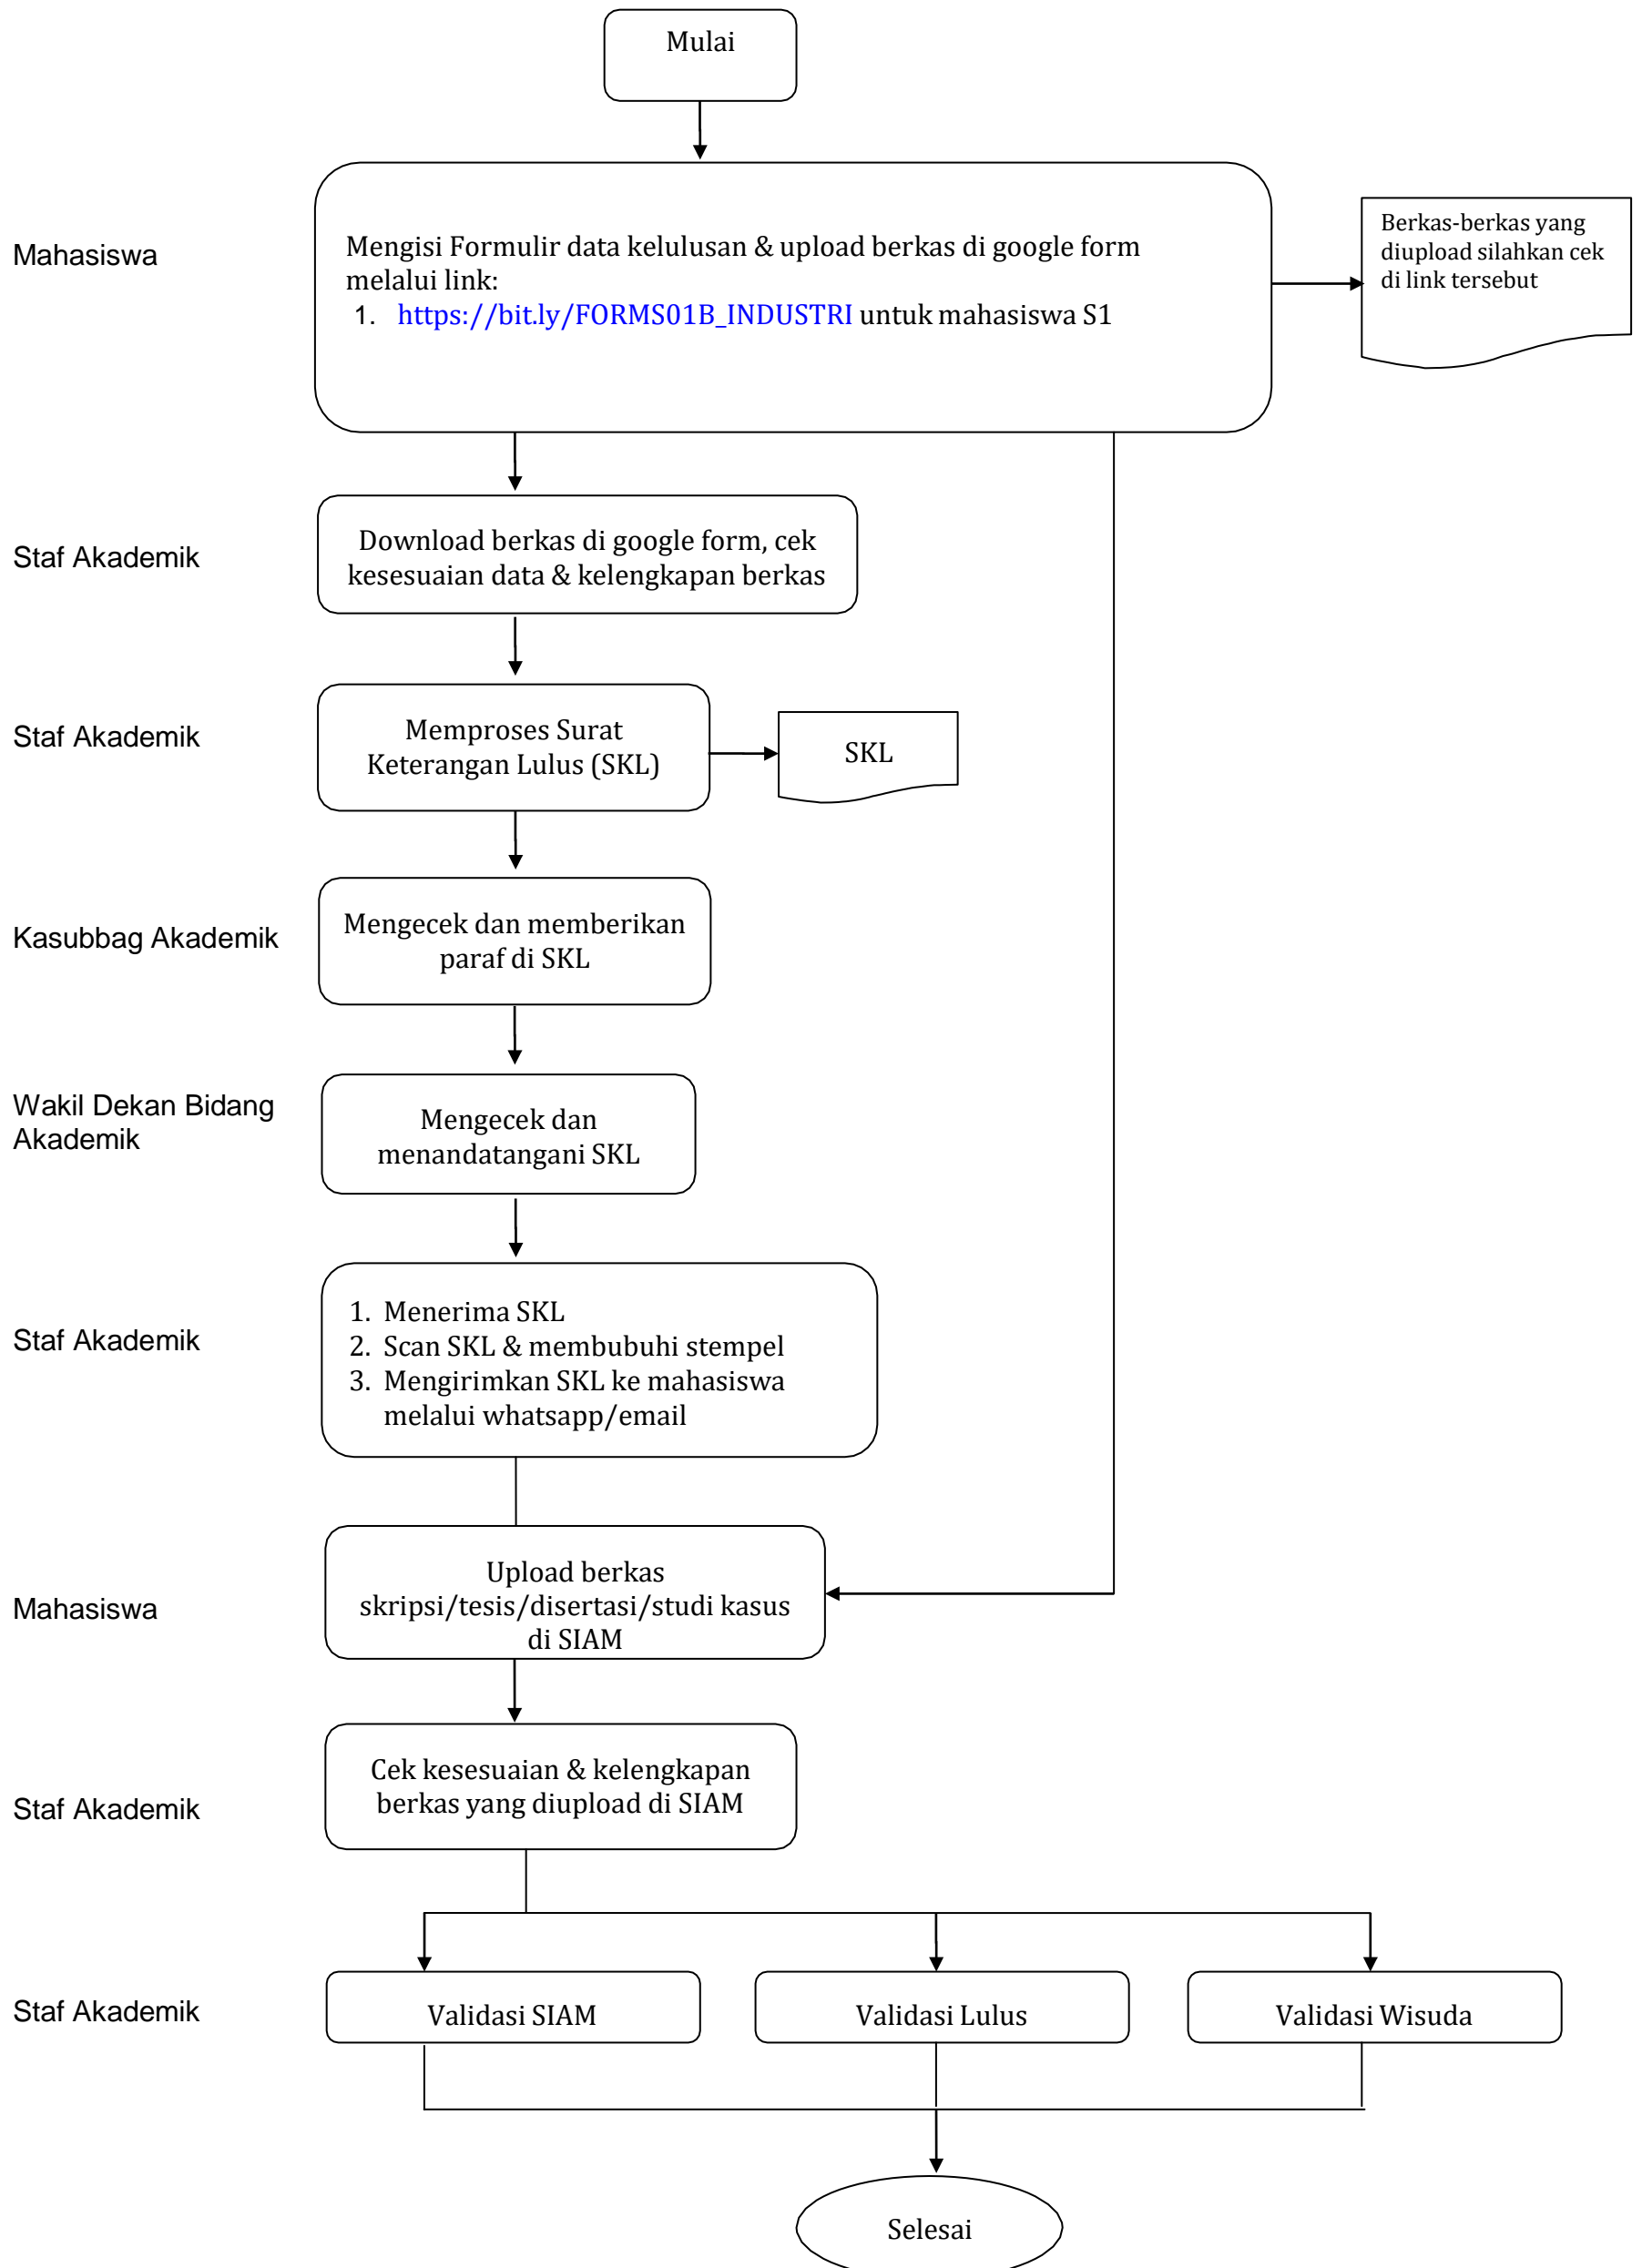 Mulai
Mahasiswa
Mengisi Formulir data kelulusan & upload berkas di google form
melalui link:
1. https://bit.ly/FORMS01B_INDUSTRI untuk mahasiswa S1
Berkas-berkas yang
diupload silahkan cek
di link tersebut
Staf Akademik
Download berkas di google form, cek
kesesuaian data & kelengkapan berkas
Staf Akademik
Memproses Surat
Keterangan Lulus (SKL)
SKL
Kasubbag Akademik
Mengecek dan memberikan
paraf di SKL
Wakil Dekan Bidang
Akademik
Mengecek dan
menandatangani SKL
Staf Akademik
1. Menerima SKL
2. Scan SKL & membubuhi stempel
3. Mengirimkan SKL ke mahasiswa
melalui whatsapp/email
Mahasiswa
Upload berkas
skripsi/tesis/disertasi/studi kasus
di SIAM
Staf Akademik
Cek kesesuaian & kelengkapan
berkas yang diupload di SIAM
Staf Akademik
Validasi SIAM
Validasi Lulus
Validasi Wisuda
Selesai